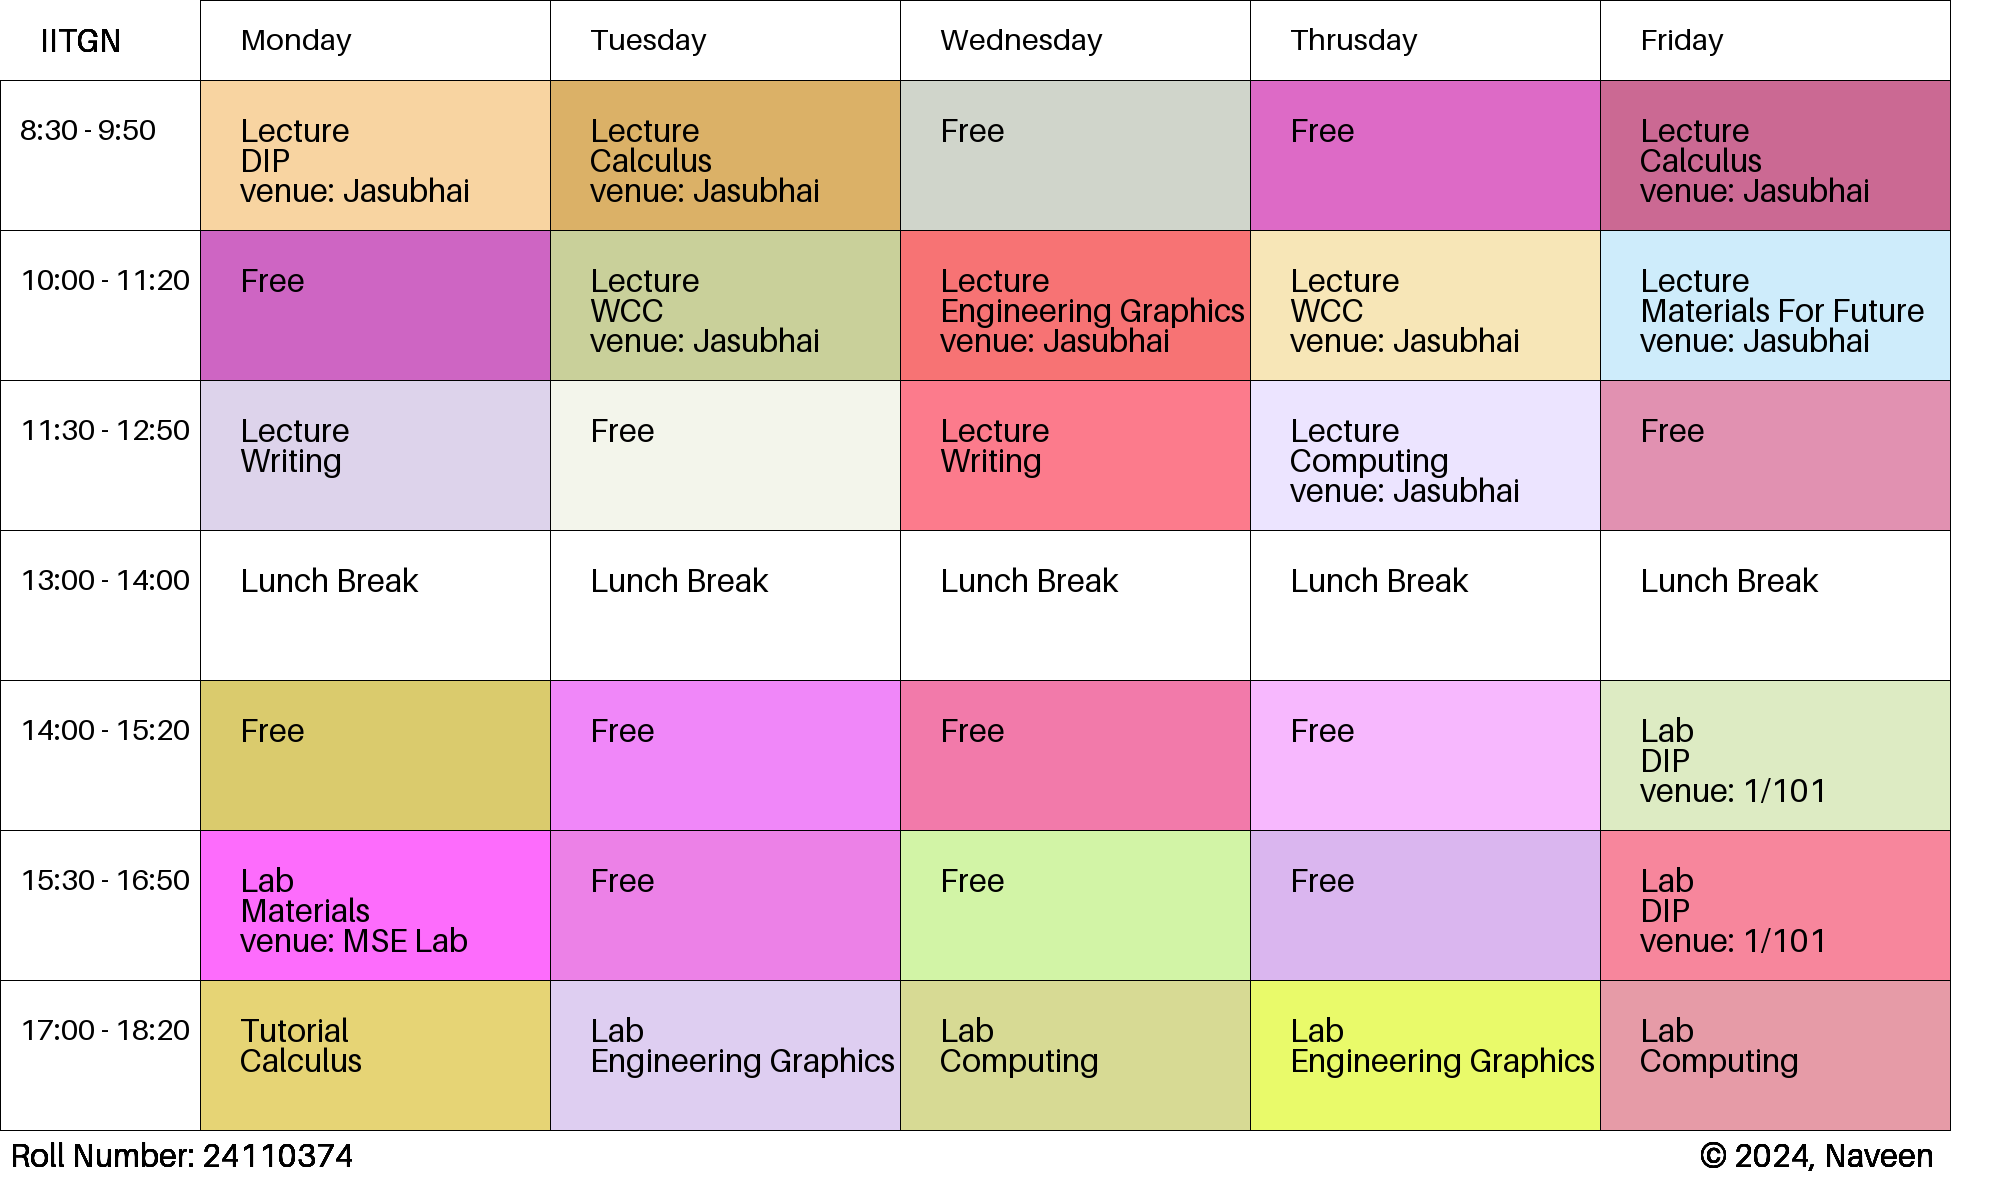 IITGN
Monday
Tuesday
Wednesday
Thrusday
Friday
8:30 - 9:50
Lecture
DIP
venue: Jasubhai
Lecture
Calculus
venue: Jasubhai
Free
Free
Lecture
Calculus
venue: Jasubhai
10:00 - 11:20
Free
Lecture
WCC
venue: Jasubhai
Lecture
Engineering Graphics
venue: Jasubhai
Lecture
WCC
venue: Jasubhai
Lecture
Materials For Future
venue: Jasubhai
11:30 - 12:50
Lecture
Writing
Free
Lecture
Writing
Lecture
Computing
venue: Jasubhai
Free
13:00 - 14:00
Lunch Break
Lunch Break
Lunch Break
Lunch Break
Lunch Break
14:00 - 15:20
Free
Free
Free
Free
Lab
DIP
venue: 1/101
15:30 - 16:50
Lab
Materials
venue: MSE Lab
Free
Free
Free
Lab
DIP
venue: 1/101
17:00 - 18:20
Tutorial
Calculus
Lab
Engineering Graphics
Lab
Computing
Lab
Engineering Graphics
Lab
Computing
Roll Number: 24110374
© 2024, Naveen